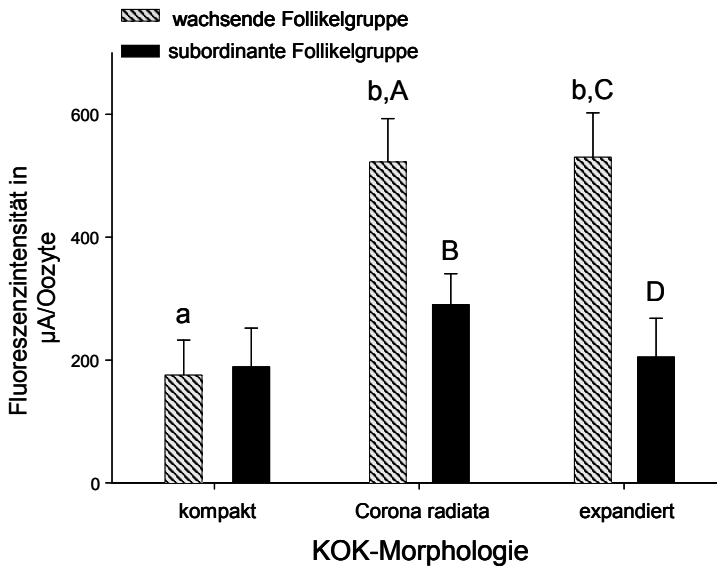 wachsende Follikelgruppe
subordinante Follikelgruppe
Fluoreszenzintensität in
µA/Oozyte
600
400
200
0
a
b,A
B
b,C
D
kompakt
Corona radiata
expandiert
KOK-Morphologie